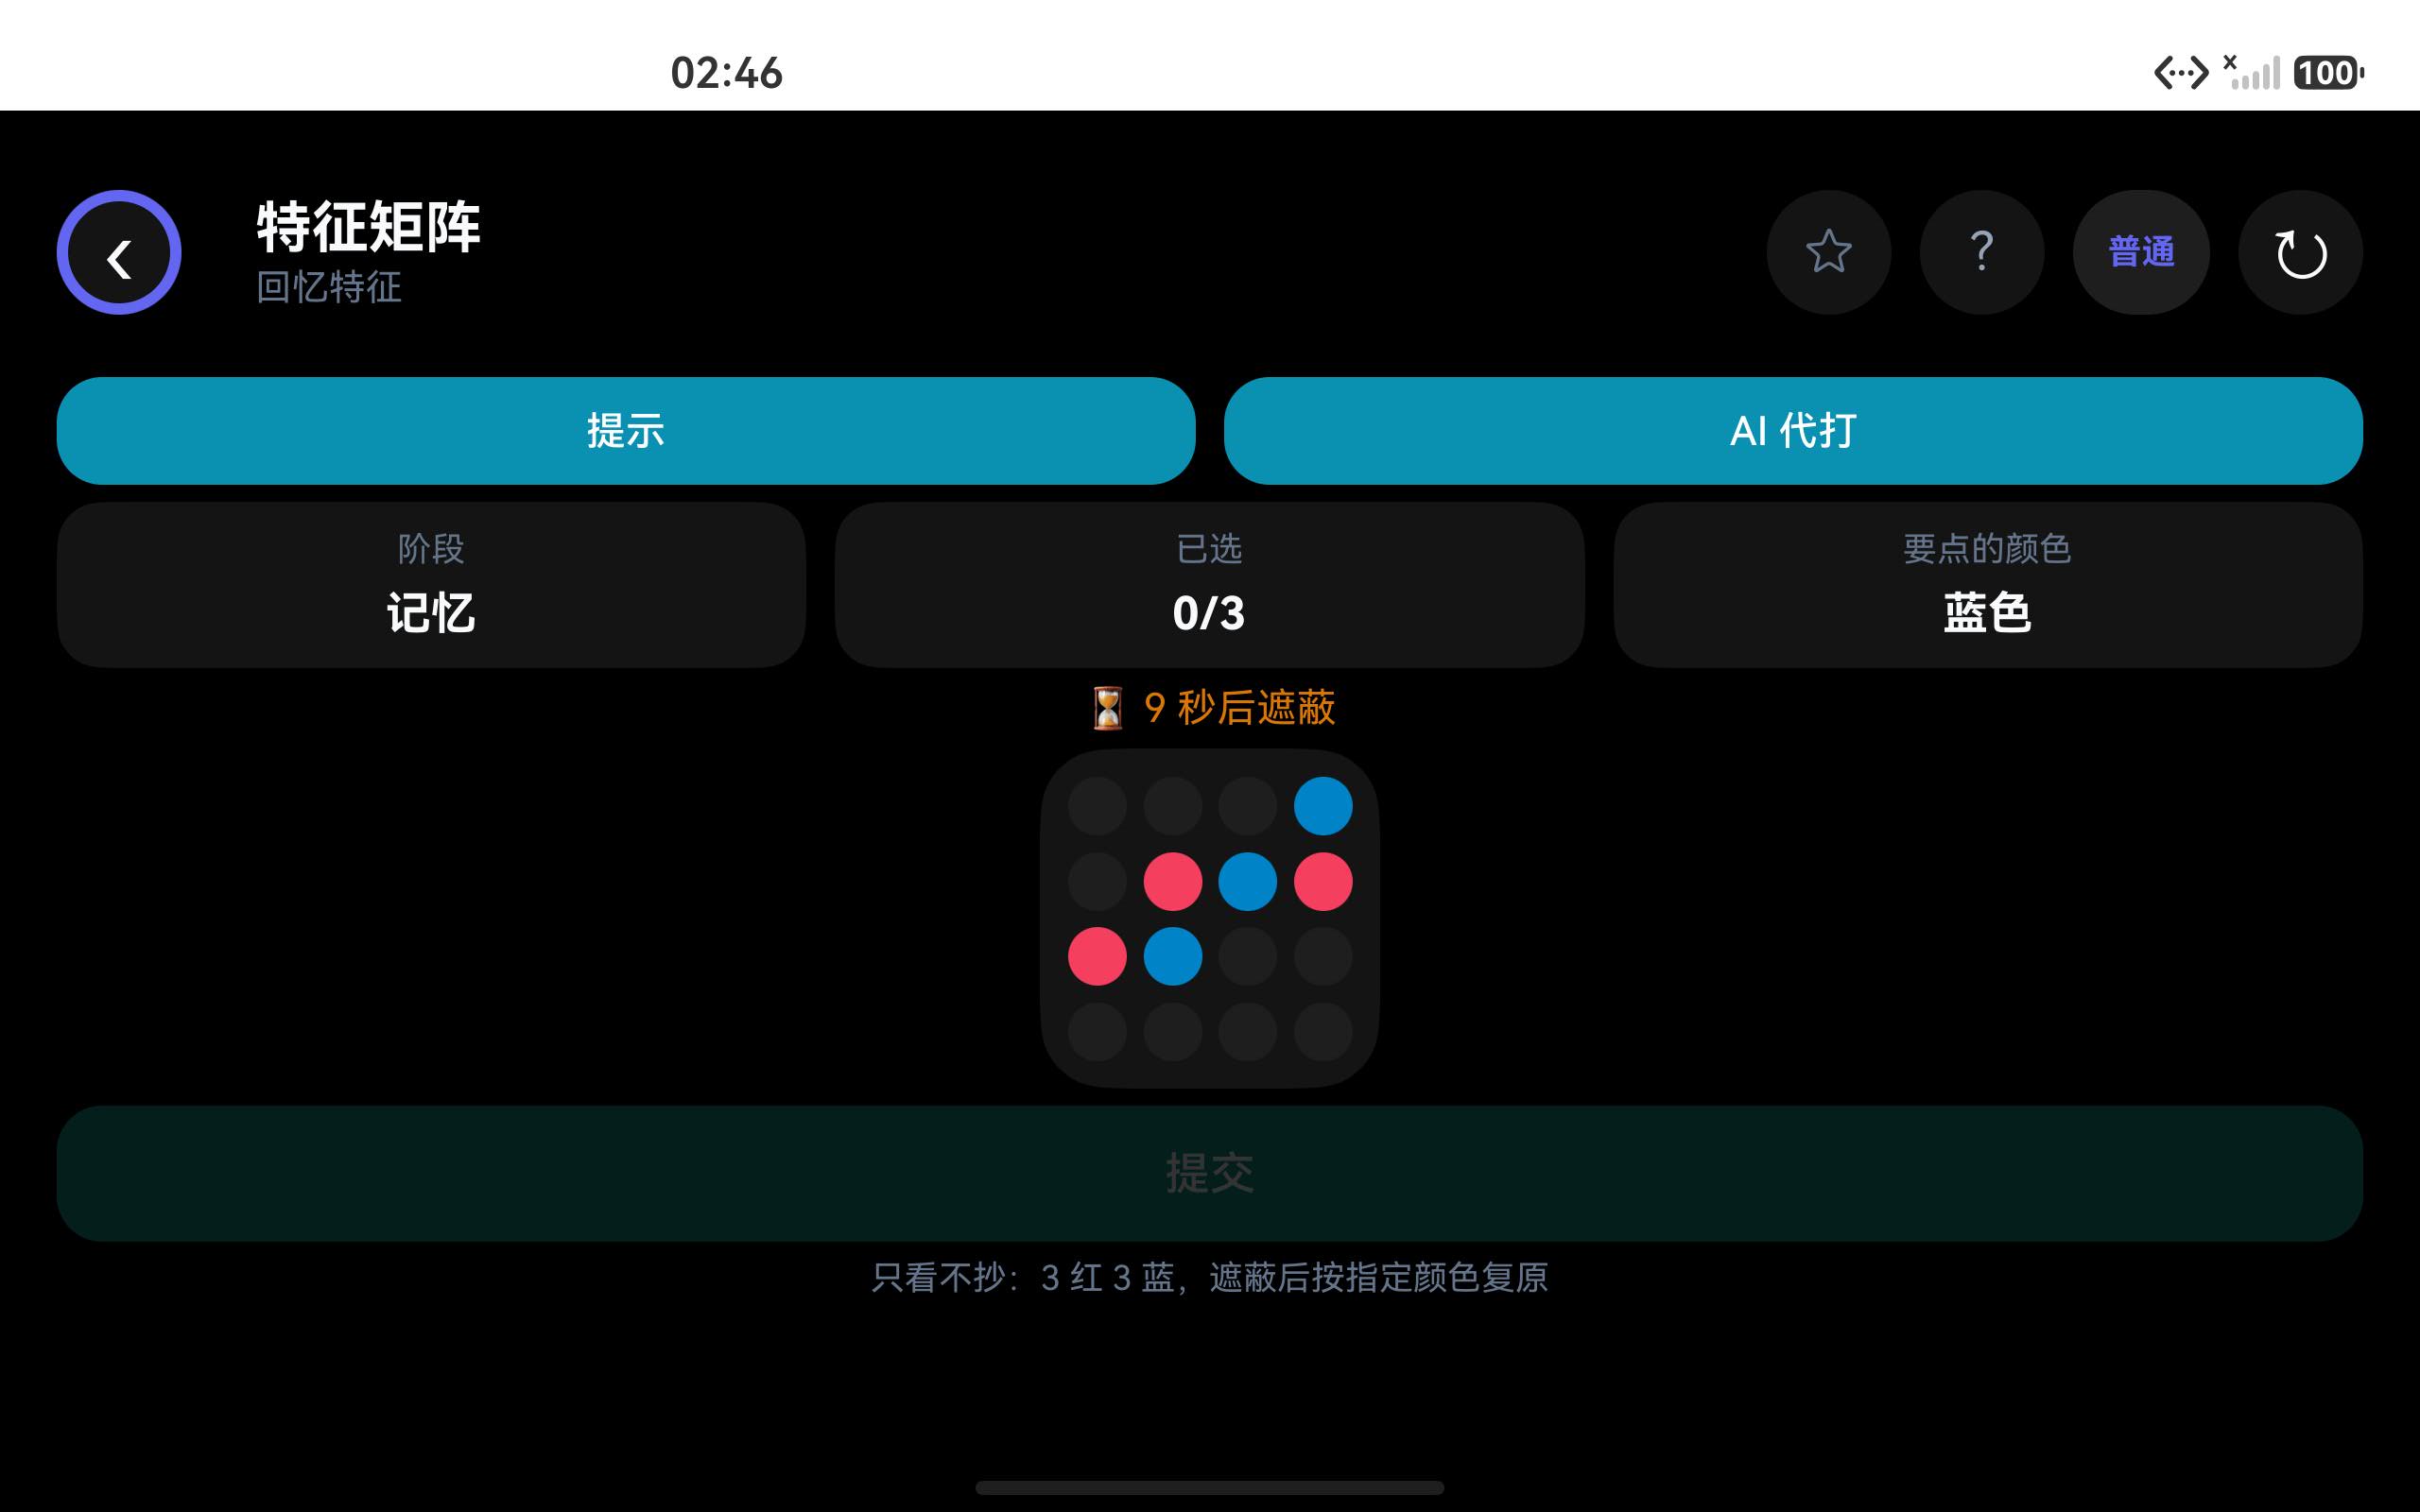 02:46
100
特征矩阵
回忆特征
?
普通
提示
AI 代打
阶段
记忆
已选
0/3
要点的颜色
蓝色
⏳ 9 秒后遮蔽
提交
只看不抄：3 红 3 蓝，遮蔽后按指定颜色复原